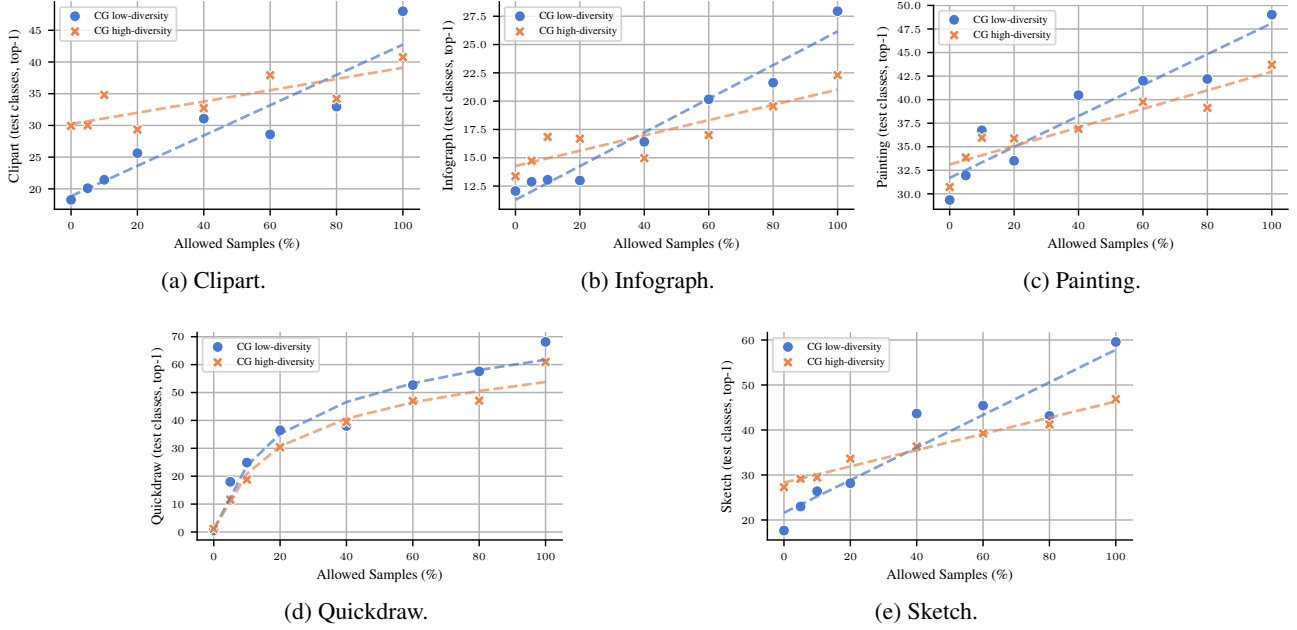 CG low-diversity
CG high-diversity
45
40
35
30
25
20
0 20 40 60 80 100
Clipart (test classes, top-1)
Allowed Samples (%)
(a) Clipart.
CG low-diversity
CG high-diversity
27.5
25.0
22.5
20.0
17.5
15.0
12.5
0 20 40 60 80 100
Infograph (test classes, top-1)
Allowed Samples (%)
(b) Infograph.
CG low-diversity
CG high-diversity
50.0
47.5
45.0
42.5
40.0
37.5
35.0
32.5
30.0
0 20 40 60 80 100
Painting (test classes, top-1)
Allowed Samples (%)
(c) Painting.
CG low-diversity
CG high-diversity
70
60
50
40
30
20
10
0
0 20 40 60 80 100
Quickdraw (test classes, top-1)
Allowed Samples (%)
(d) Quickdraw.
CG low-diversity
CG high-diversity
60
50
40
30
20
0 20 40 60 80 100
Sketch (test classes, top-1)
Allowed Samples (%)
(e) Sketch.